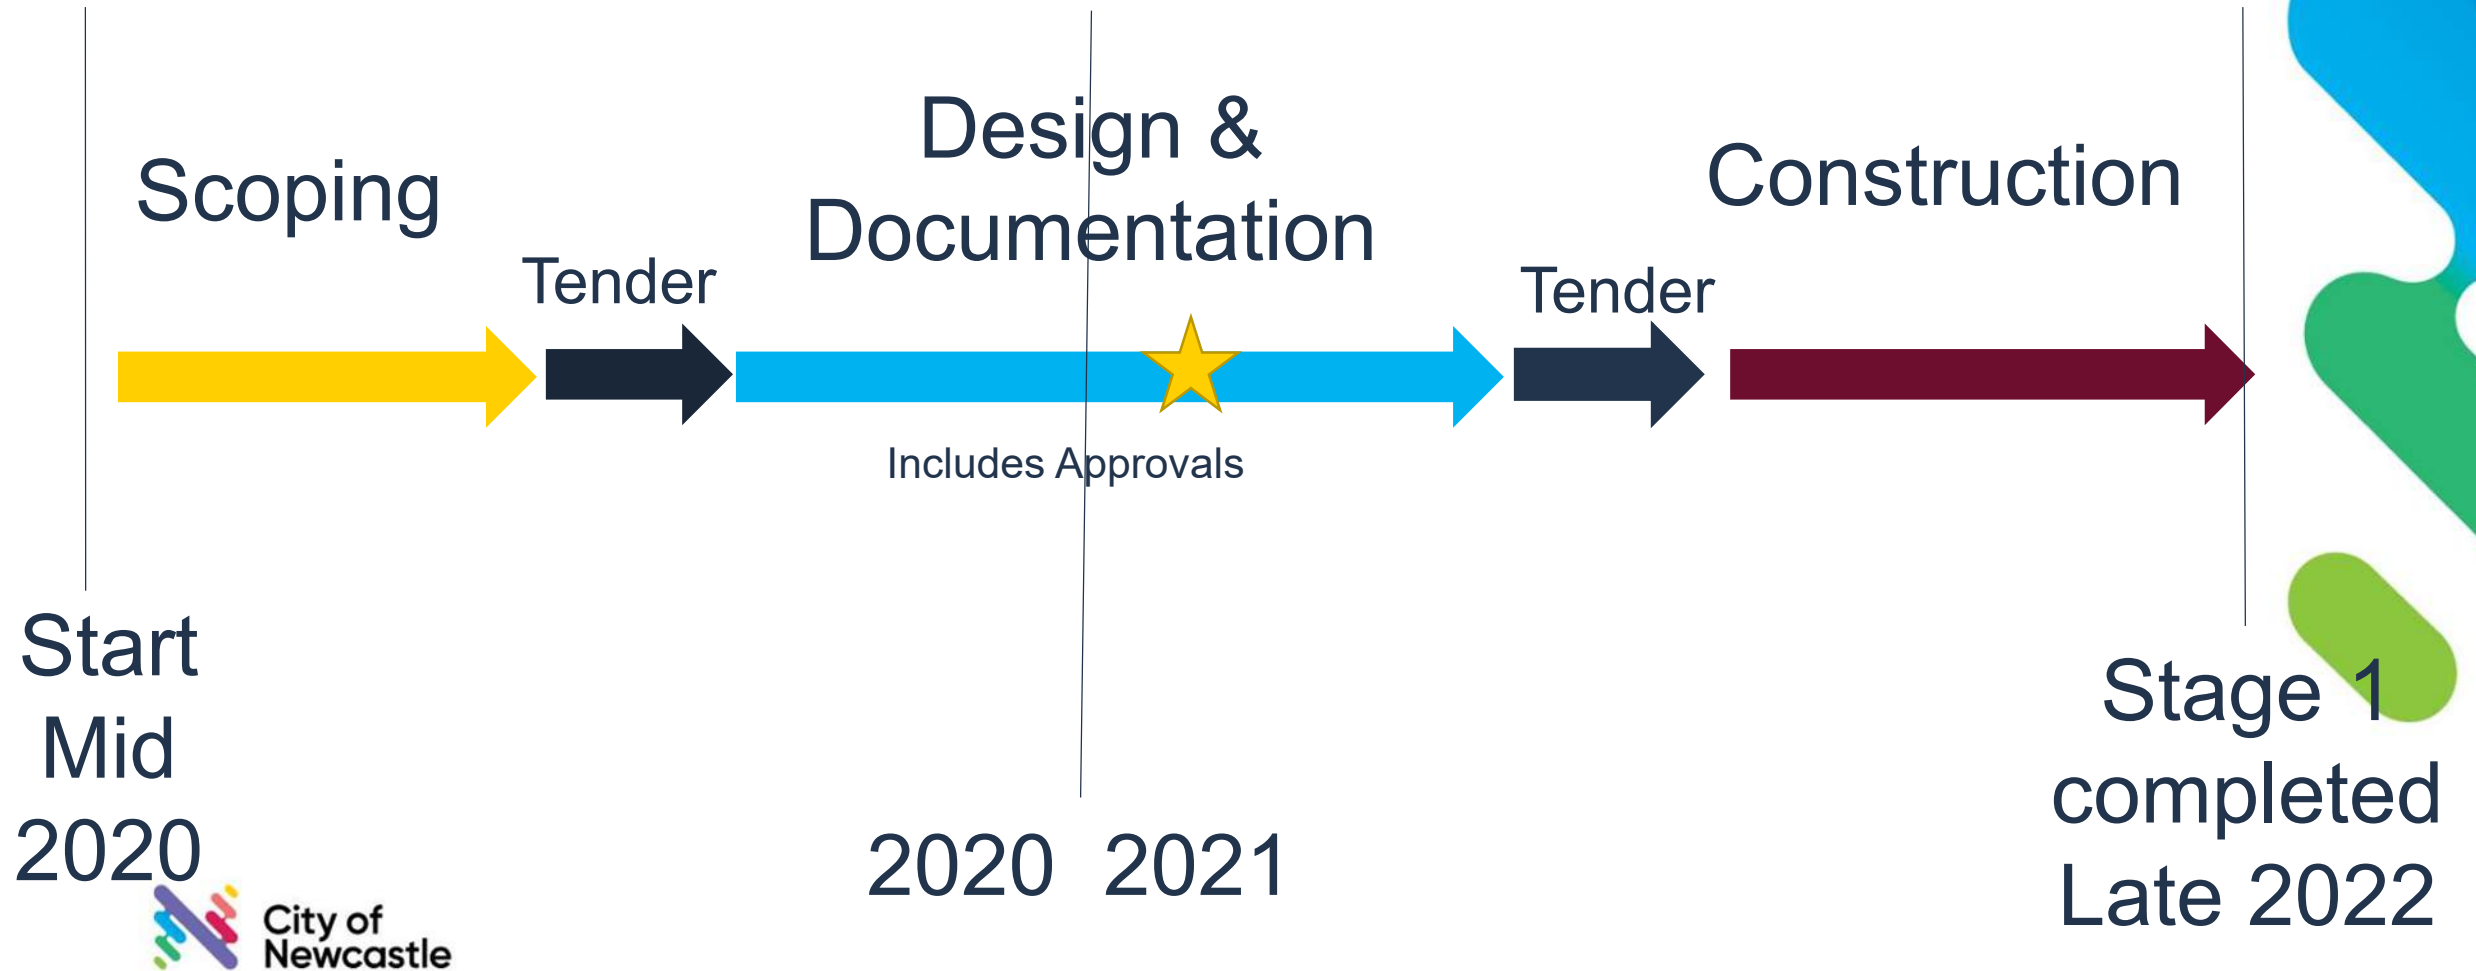 Scoping
Tender
Design &
Documentation
Includes Approvals
Tender
Construction
Start
Mid
2020
2020 2021
Stage 1
completed
Late 2022
City of
Newcastle